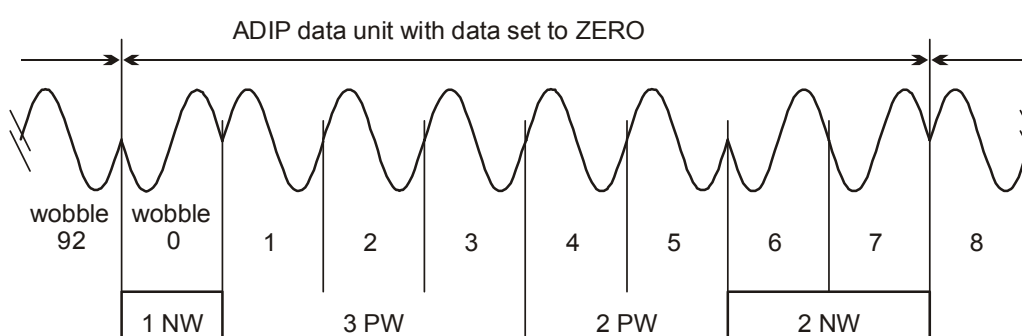 ADIP data unit with data set to ZERO
wobble wobble
92 0 1 2 3 4 5 6 7 8
1 NW 3 PW 2 PW 2 NW